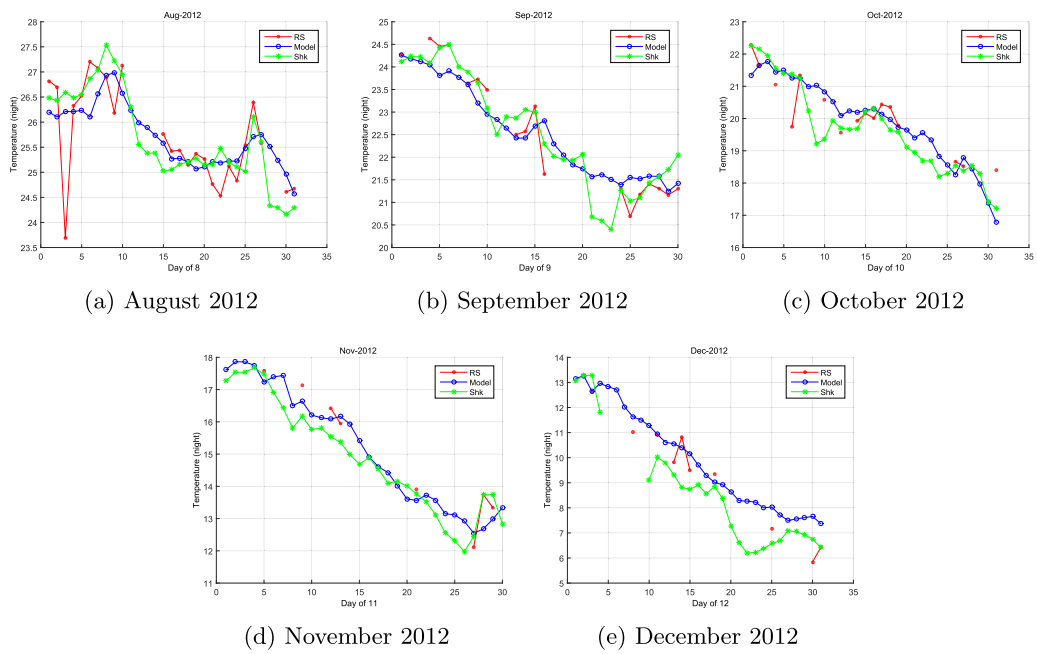 Aug-2012
28
27.5
27
26.5
26
25.5
25
24.5
24
23.5
0 5 10 15 20 25 30 35
Temperature (night)
Day of 8
RS
Model
Shk
(a) August 2012
Sep-2012
25
24.5
24
23.5
23
22.5
22
21.5
21
20.5
20
0 5 10 15 20 25 30
Temperature (night)
Day of 9
RS
Model
Shk
(b) September 2012
Oct-2012
23
22
21
20
19
18
17
16
0 5 10 15 20 25 30 35
Temperature (night)
Day of 10
RS
Model
Shk
(c) October 2012
Nov-2012
18
17
16
15
14
13
12
11
0 5 10 15 20 25 30
Temperature (night)
Day of 11
RS
Model
Shk
(d) November 2012
Dec-2012
14
13
12
11
10
9
8
7
6
5
0 5 10 15 20 25 30 35
Temperature (night)
Day of 12
RS
Model
Shk
(e) December 2012